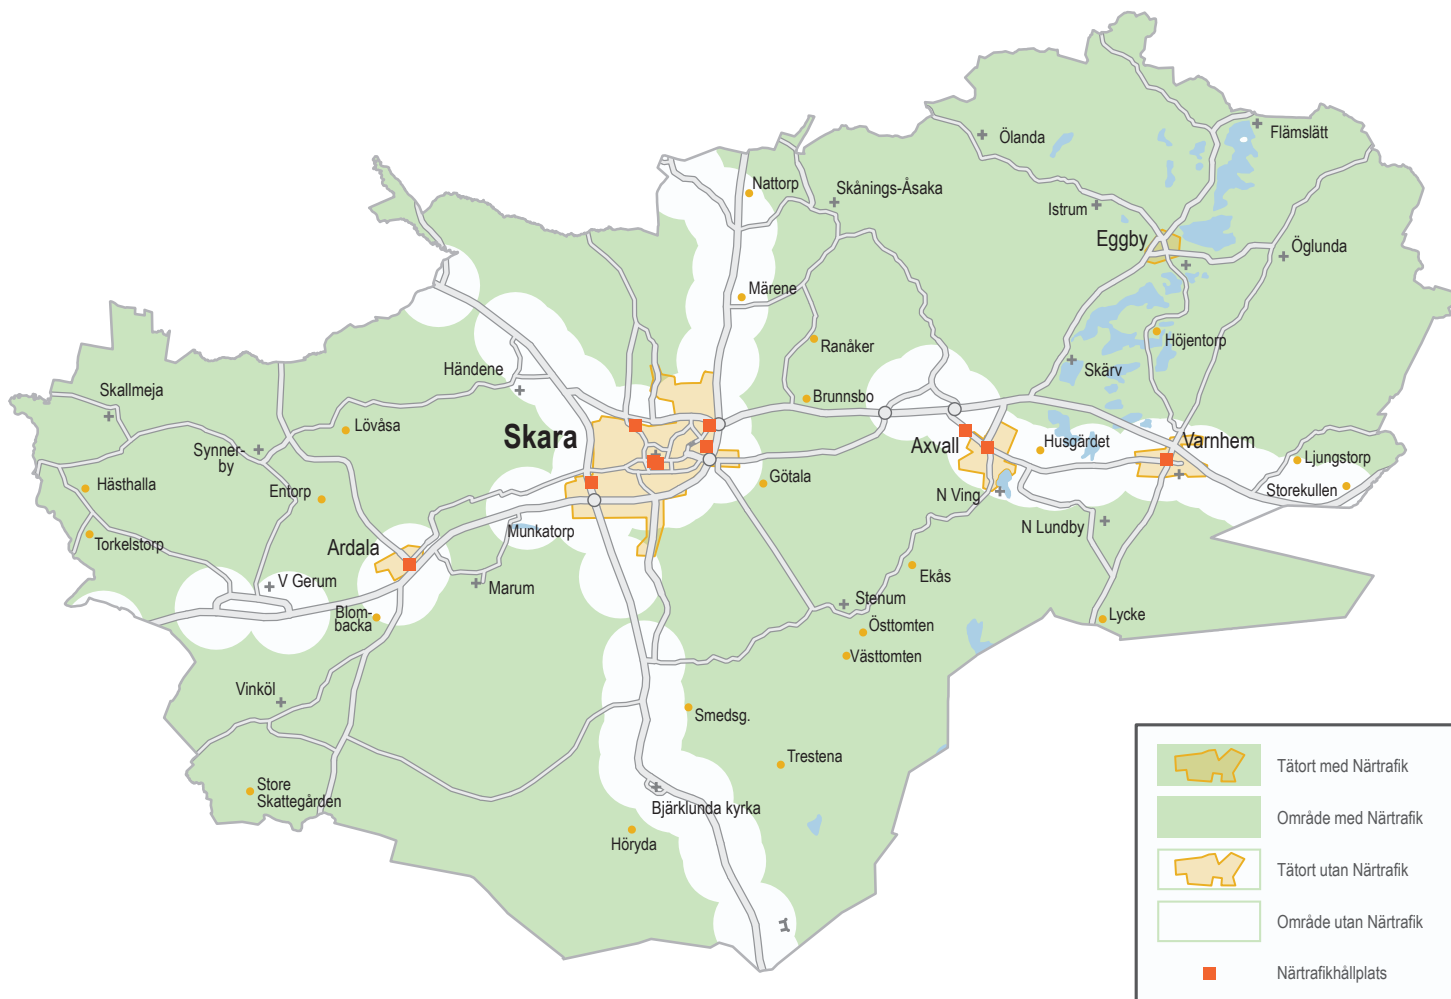 Flämslätt
Ölanda
Nattorp
Skånings-Åsaka
Istrum
Eggby
Öglunda
Märene
Höjentorp
Ranåker
Händene
Skärv
Skallmeja
Brunnsbo
Lövåsa
Skara
Axvall
Husgärdet
Varnhem
Synner-
by
Ljungstorp
Hästhalla
Entorp
Götala
N Ving
Storekullen
Munkatorp
N Lundby
Torkelstorp
Ardala
V Gerum
Marum
Ekås
Stenum
Blom-
backa
Östtomten
Lycke
Västtomten
Vinköl
Smedsg.
Trestena
Store
Skattegården
Bjärklunda kyrka
Höryda
Tätort med Närtrafik
Område med Närtrafik
Tätort utan Närtrafik
Område utan Närtrafik
Närtrafikhållplats